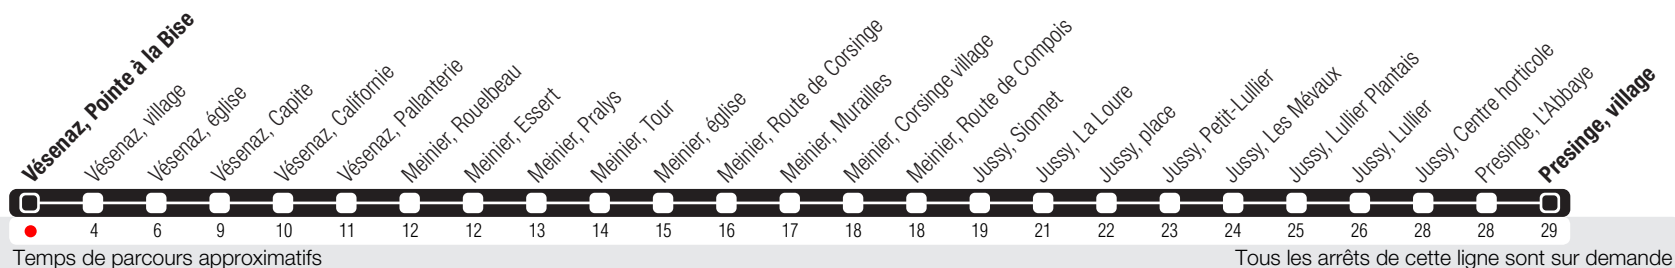 Vésenaz, Pointe à la Bise
Vésenaz, village
Vésenaz, église
Vésenaz, Capite
Vésenaz, Californie
Vésenaz, Pallanterie
Meinier, Rouelbeau
Meinier, Essert
Meinier, Pralys
Meinier, Tour
Meinier, église
Meinier, Route de Corsinge
Meinier, Murailles
Meinier, Corsinge village
Meinier, Route de Compois
Jussy, Sionnet
Jussy, La Loure
Jussy, place
Jussy, Petit-Lullier
Jussy, Les Mévaux
Jussy, Lullier Plantais
Jussy, Lullier
Jussy, Centre horticole
Presinge, L'Abbaye
Presinge, village
4 6 9 10 11 12 12 13 14 15 16 17 18 18 19 21 22 23 24 25 26 28 28 29
Temps de parcours approximatifs
Tous les arrêts de cette ligne sont sur demande